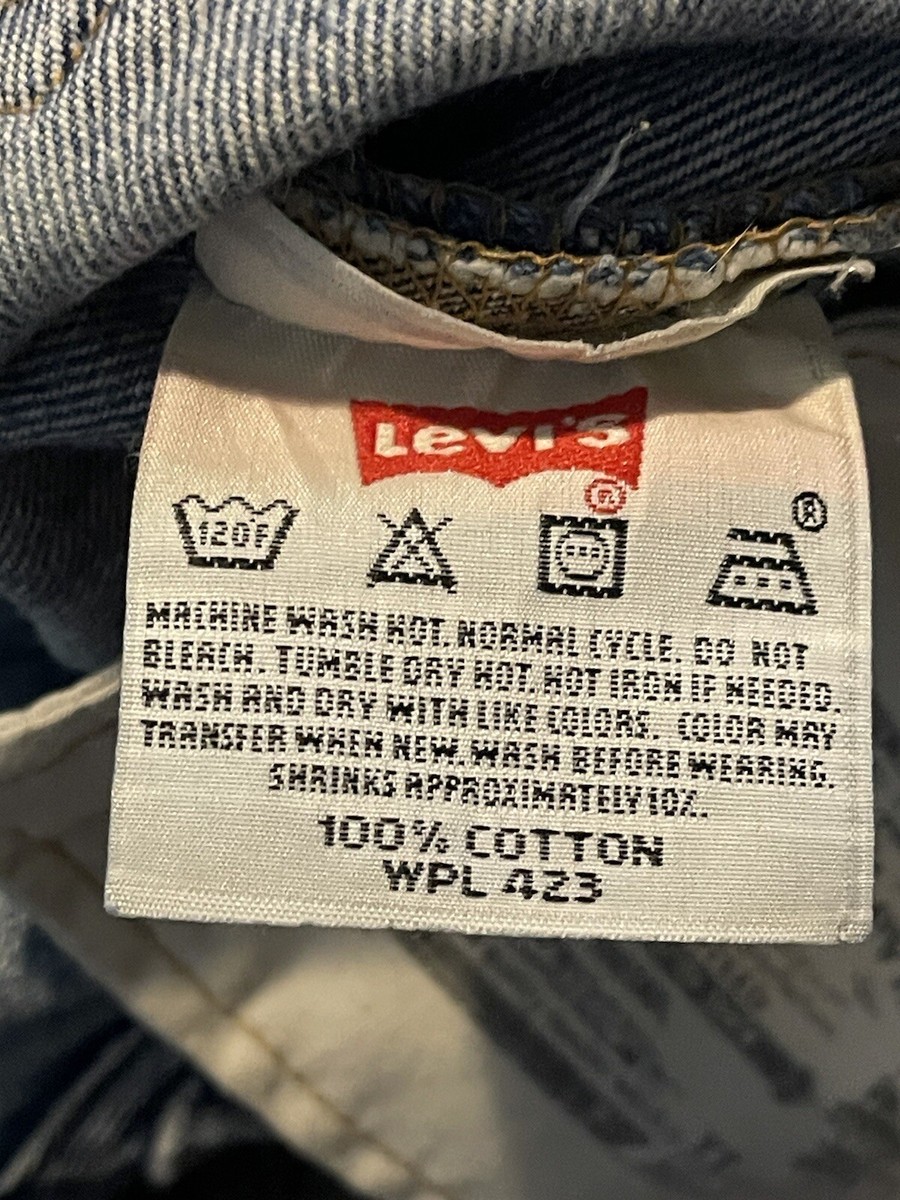 Levi's
®
®
120F
MACHINE WASH HOT. NORMAL CYCLE. DO NOT
BLEACH. TUMBLE DRY HOT. HOT IRON IF NEEDED.
WASH AND DRY WITH LIKE COLORS. COLOR MAY
TRANSFER WHEN NEW. WASH BEFORE WEARING.
SHRINKS APPROXIMATELY 10%.
100% COTTON
WPL 423